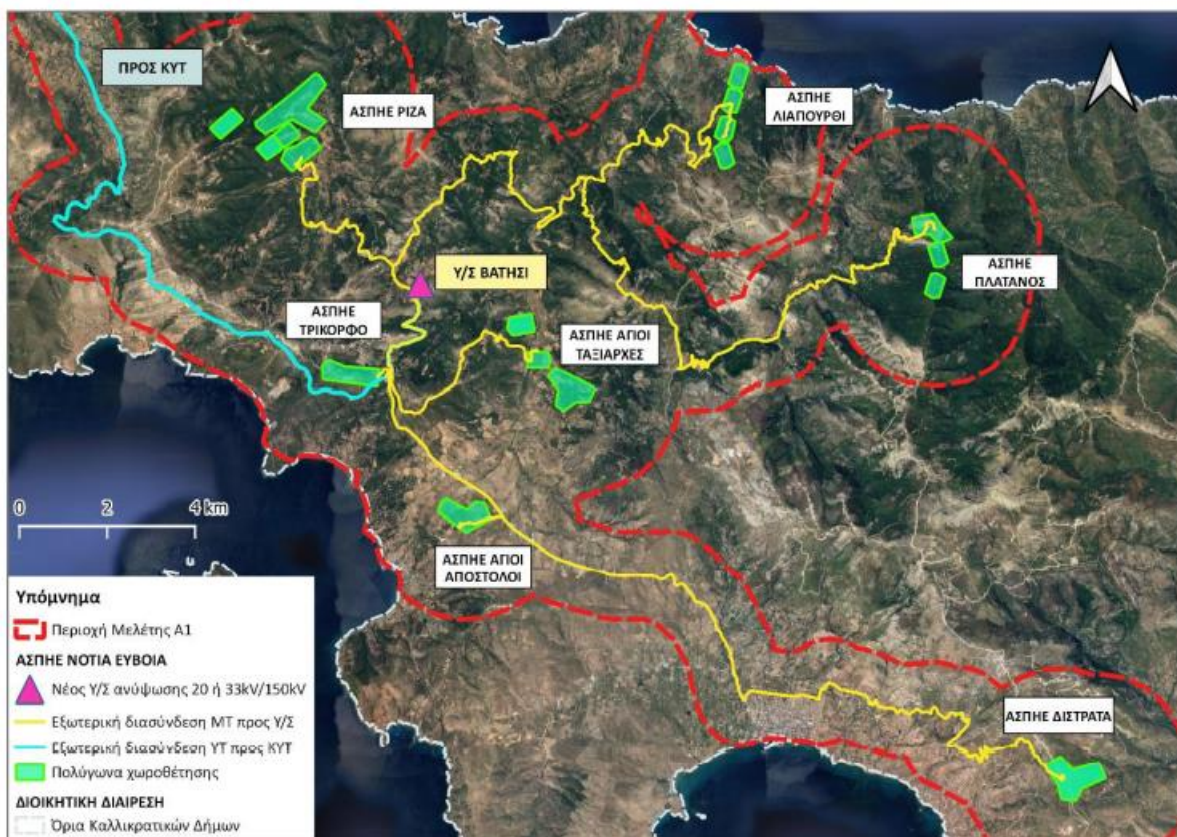 ΠΡΟΣ ΚΥΤ
ΑΣΠΗΕ ΡΙΖΑ
ΑΣΠΗΕ
ΛΙΑΠΟΥΡΘΙ
ΑΣΠΗΕ
ΠΛΑΤΑΝΟΣ
Υ/Σ ΒΑΤΗΣΙ
ΑΣΠΗΕ
ΤΡΙΚΟΡΦΟ
ΑΣΠΗΕ ΑΓΙΟΙ
ΤΑΞΙΑΡΧΕΣ
ΑΣΠΗΕ ΑΓΙΟΙ
ΑΠΟΣΤΟΛΟΙ
ΑΣΠΗΕ ΔΙΣΤΡΑΤΑ
0 2 4 km
Υπόμνημα
Περιοχή Μελέτης Α1
ΑΣΠΗΕ ΝΟΤΙΑ ΕΥΒΟΙΑ
Νέος Υ/Σ ανύψωσης 20 ή 33kV/150kV
Εξωτερική διασύνδεση ΜΤ προς Υ/Σ
Εξωτερική διασύνδεση ΥΤ προς ΚΥΤ
Πολύγωνα χωροθέτησης
ΔΙΟΙΚΗΤΙΚΗ ΔΙΑΙΡΕΣΗ
Όρια Καλλικρατικών Δήμων